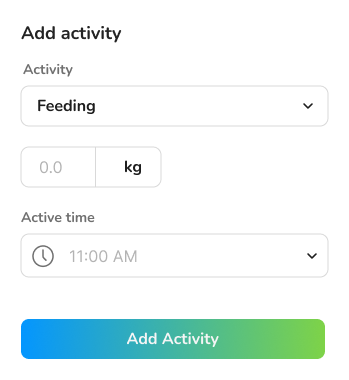 Add activity
Activity
Feeding
0.0 kg
Active time
11:00 AM
Add Activity